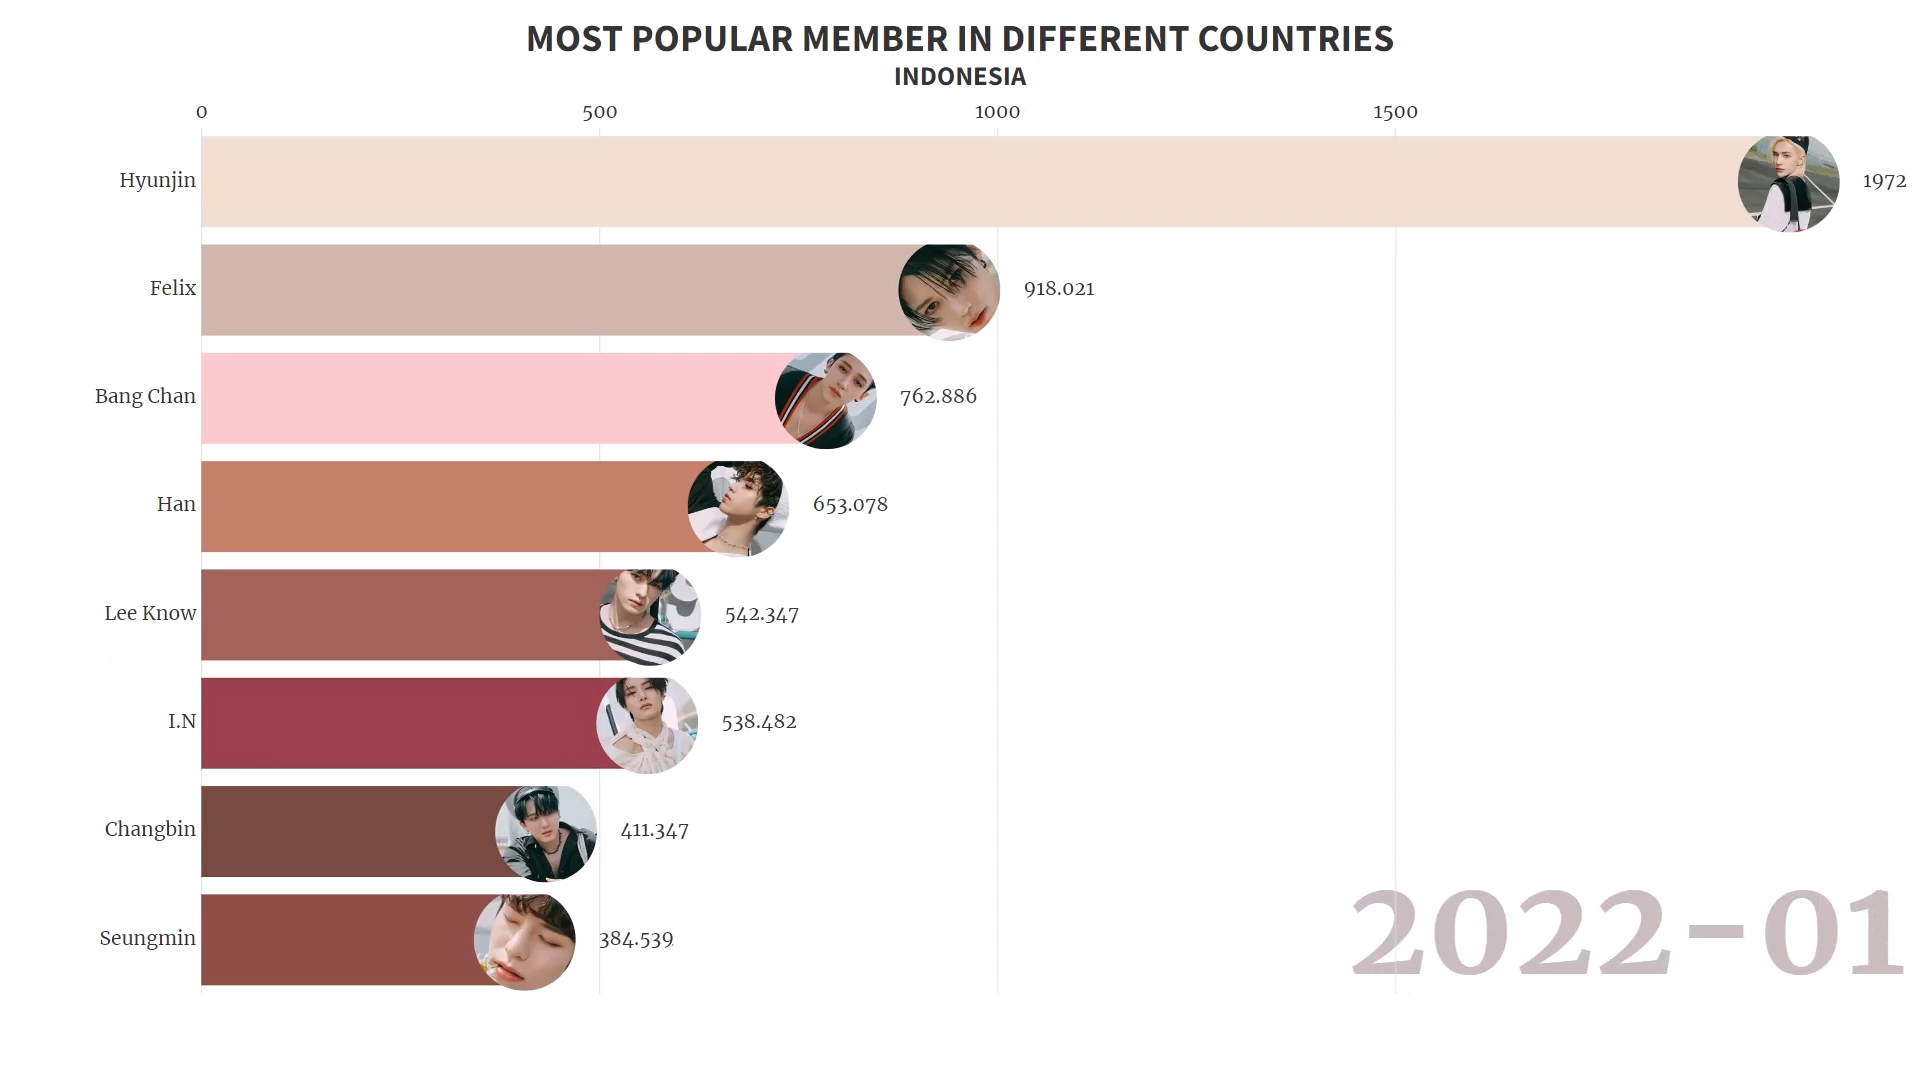 MOST POPULAR MEMBER IN DIFFERENT COUNTRIES
INDONESIA
0 500 1000 1500
Hyunjin 1972
Felix 918.021
Bang Chan 762.886
Han 653.078
Lee Know 542.347
I.N 538.482
Changbin 411.347
Seungmin 384.539
2022-01